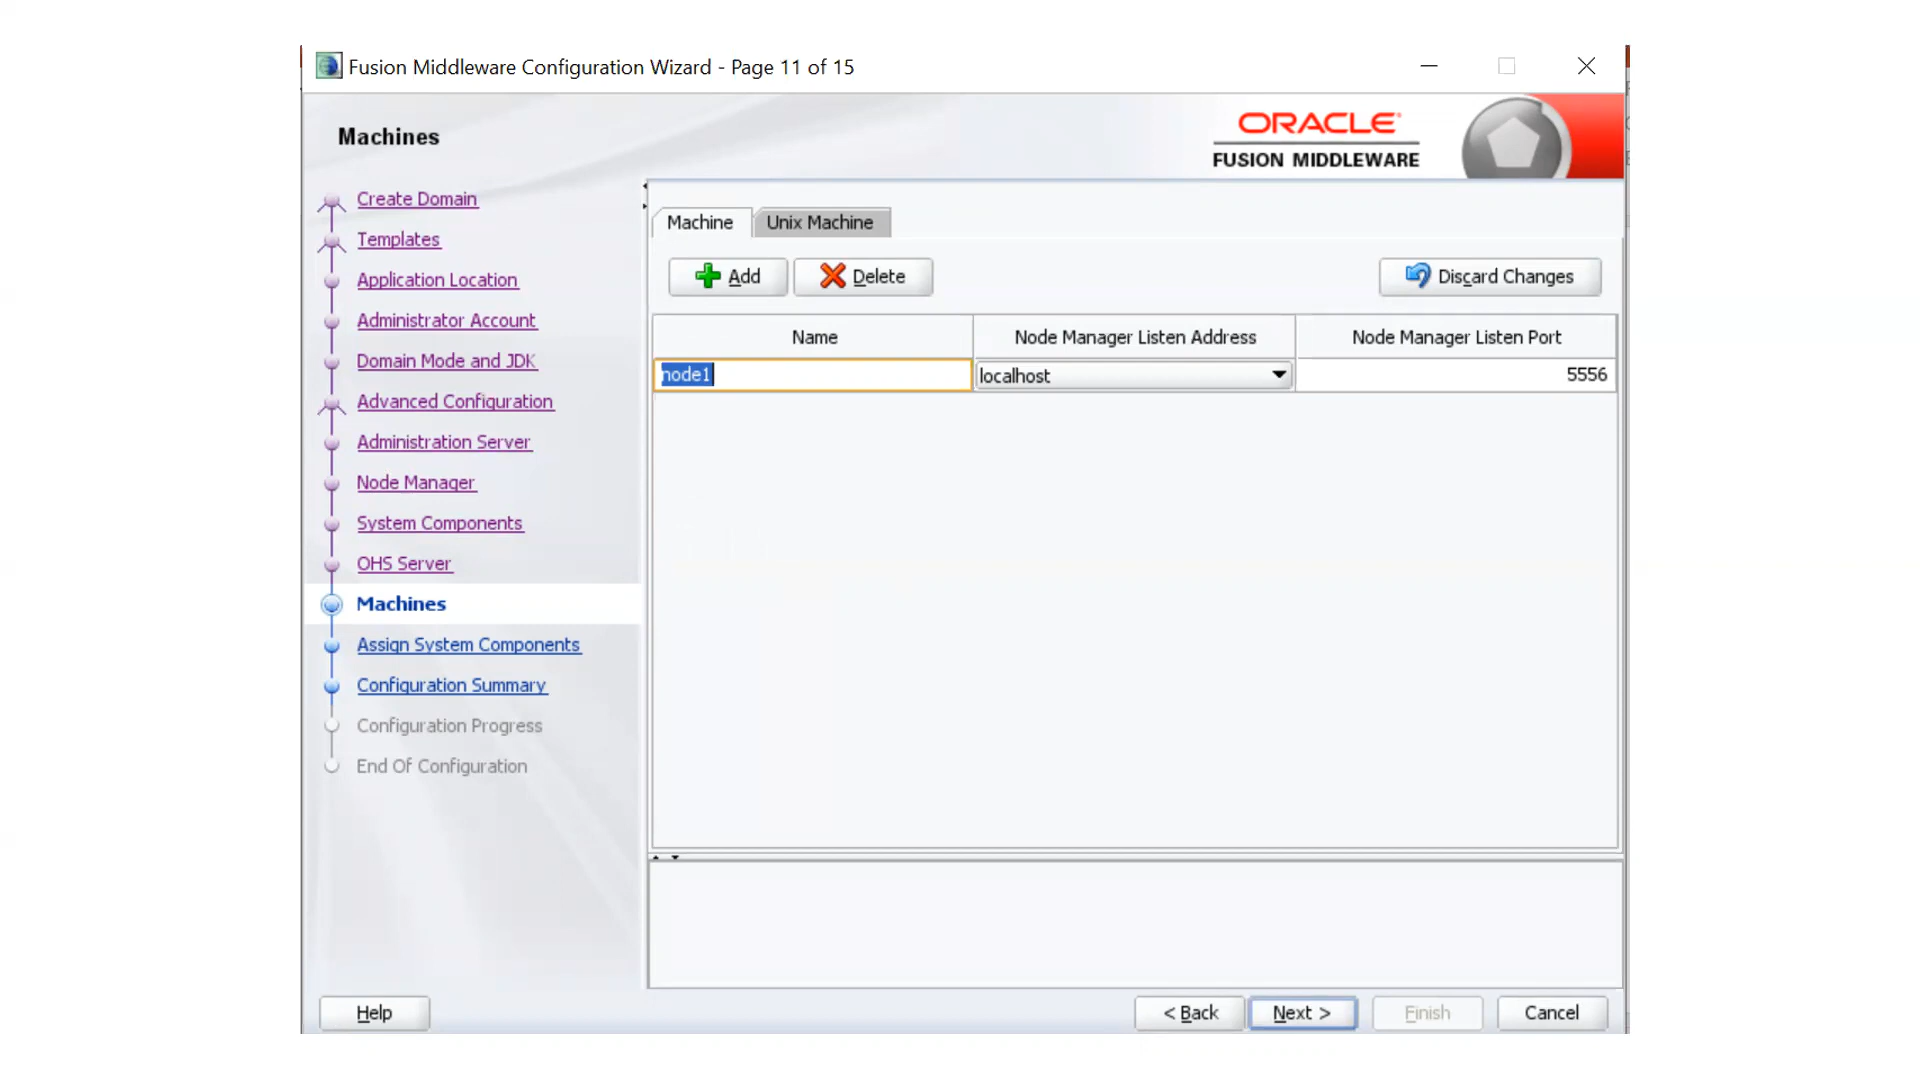 Fusion Middleware Configuration Wizard - Page 11 of 15
Machines
ORACLE
FUSION MIDDLEWARE
Create Domain
Templates
Application Location
Administrator Account
Domain Mode and JDK
Advanced Configuration
Administration Server
Node Manager
System Components
OHS Server
Machines
Assign System Components
Configuration Summary
Configuration Progress
End Of Configuration
Machine Unix Machine
Add Delete Discard Changes
Name Node Manager Listen Address Node Manager Listen Port
node1 localhost 5556
Help < Back Next > Finish Cancel